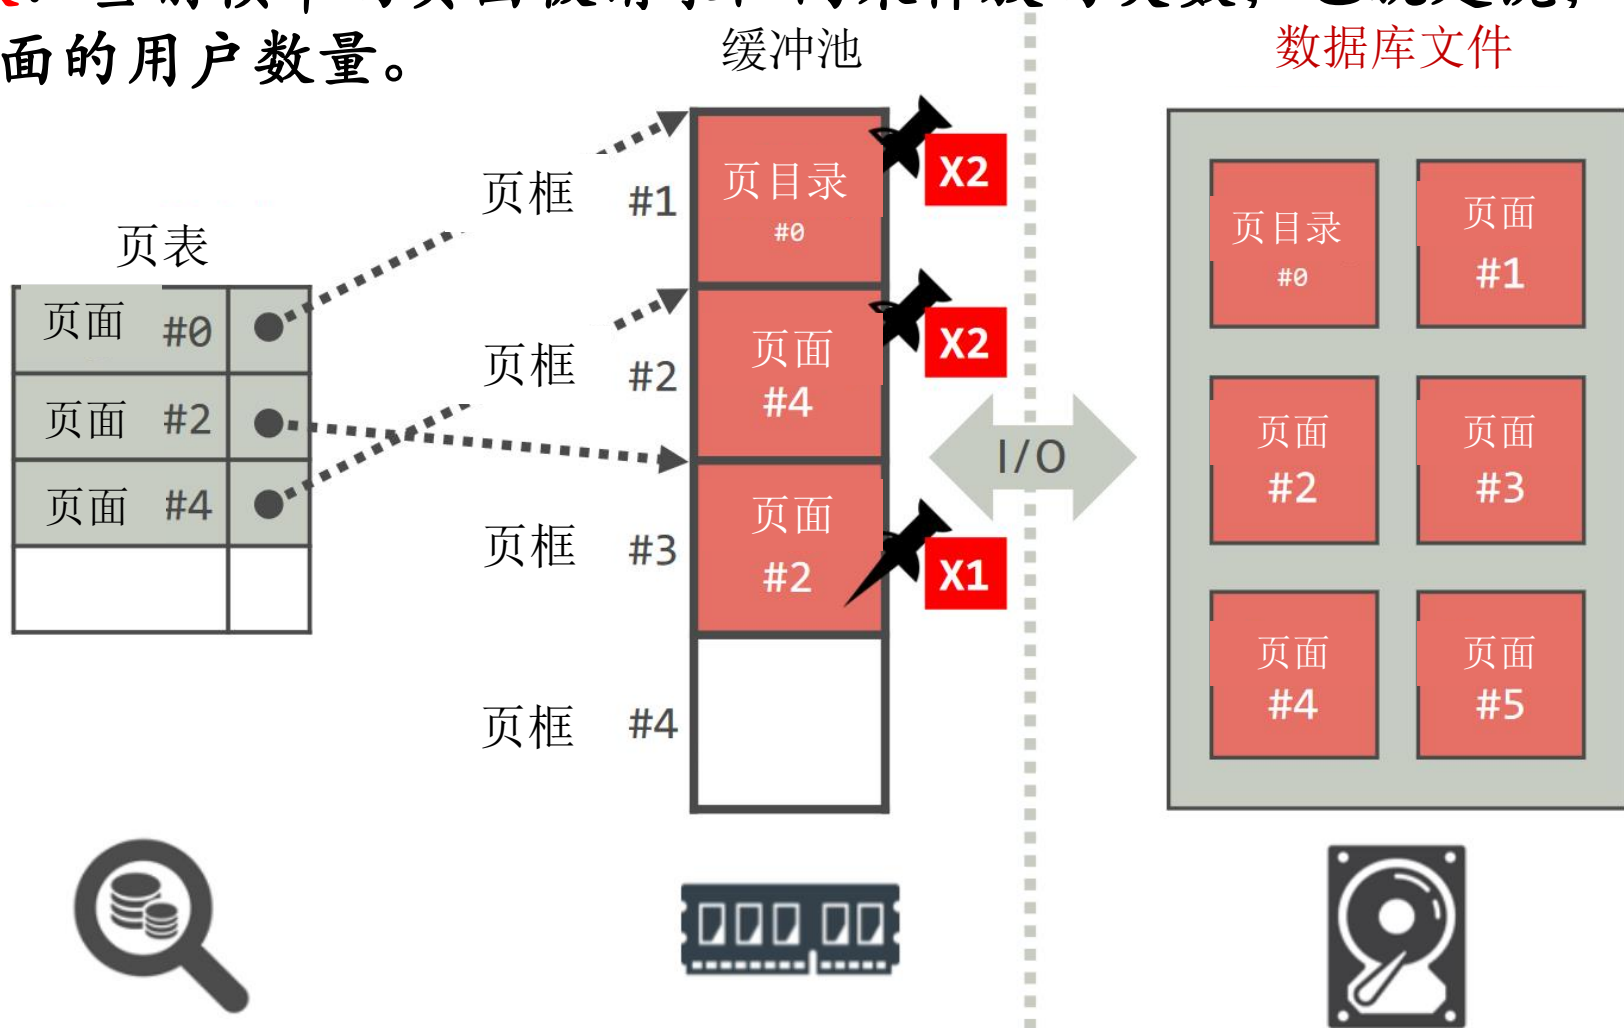 面的用户数量。
缓冲池
数据库文件
页表
页面 #0
页面 #2
页面 #4
页框 #1
页框 #2
页框 #3
页框 #4
页目录
#0
X2
页面
#4
X2
页面
#2
X1
I/O
页目录
#0
页面
#1
页面
#2
页面
#3
页面
#4
页面
#5